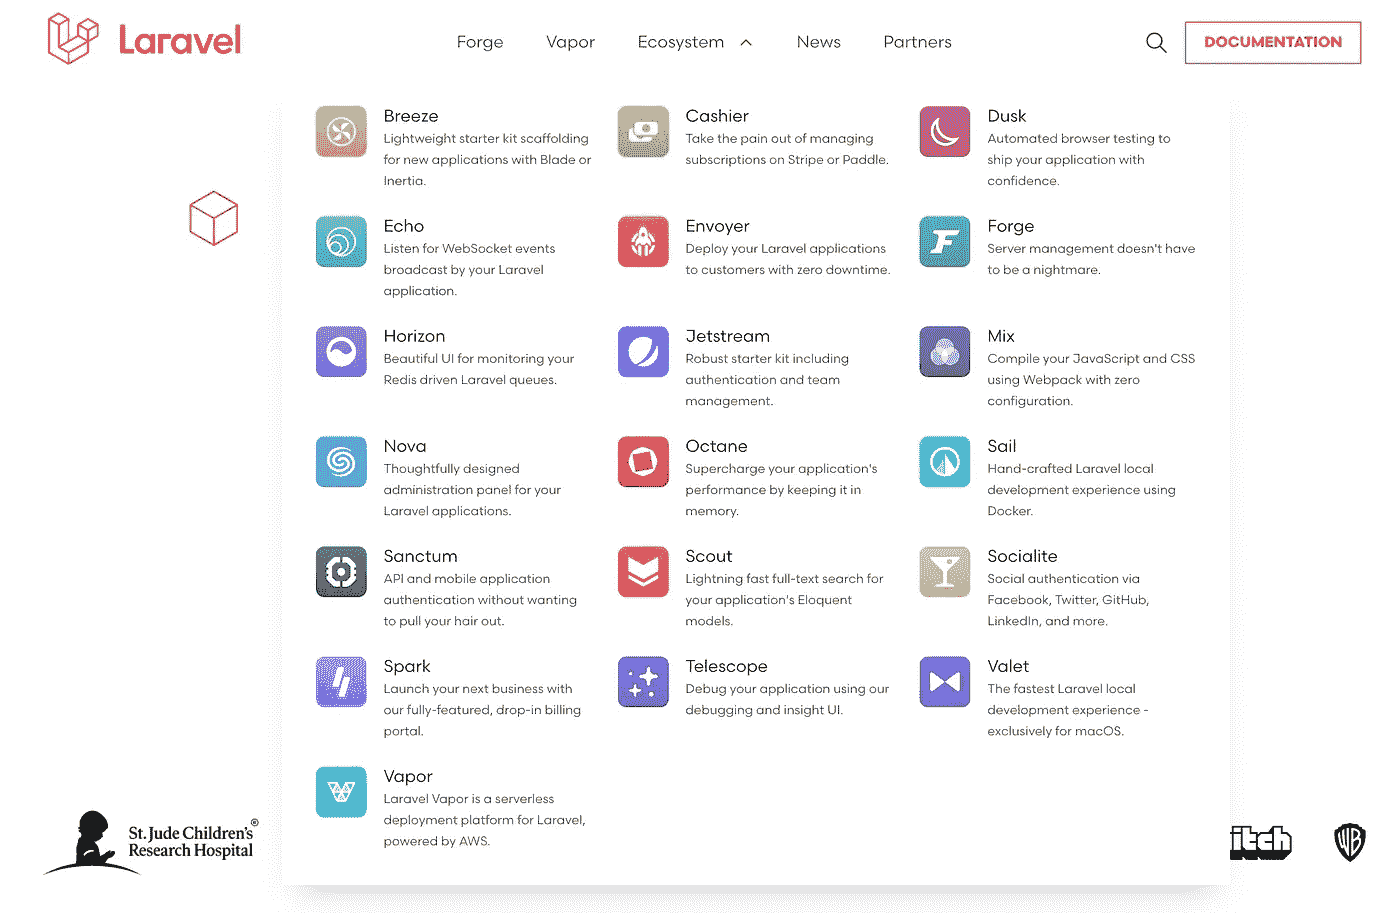 Laravel
Forge
Vapor
Ecosystem
News
Partners
DOCUMENTATION
Breeze
Lightweight starter kit scaffolding
for new applications with Blade or
Inertia.
Cashier
Take the pain out of managing
subscriptions on Stripe or Paddle.
Dusk
Automated browser testing to
ship your application with
confidence.
Echo
Listen for WebSocket events
broadcast by your Laravel
application.
Envoyer
Deploy your Laravel applications
to customers with zero downtime.
Forge
Server management doesn't have
to be a nightmare.
Horizon
Beautiful UI for monitoring your
Redis driven Laravel queues.
Jetstream
Robust starter kit including
authentication and team
management.
Mix
Compile your JavaScript and CSS
using Webpack with zero
configuration.
Nova
Thoughtfully designed
administration panel for your
Laravel applications.
Octane
Supercharge your application's
performance by keeping it in
memory.
Sail
Hand-crafted Laravel local
development experience using
Docker.
Sanctum
API and mobile application
authentication without wanting
to pull your hair out.
Scout
Lightning fast full-text search for
your application's Eloquent
models.
Socialite
Social authentication via
Facebook, Twitter, GitHub,
LinkedIn, and more.
Spark
Launch your next business with
our fully-featured, drop-in billing
portal.
Telescope
Debug your application using our
debugging and insight UI.
Valet
The fastest Laravel local
development experience -
exclusively for macOS.
Vapor
Laravel Vapor is a serverless
deployment platform for Laravel,
powered by AWS.
St. Jude Children's®
Research Hospital
itch
WB